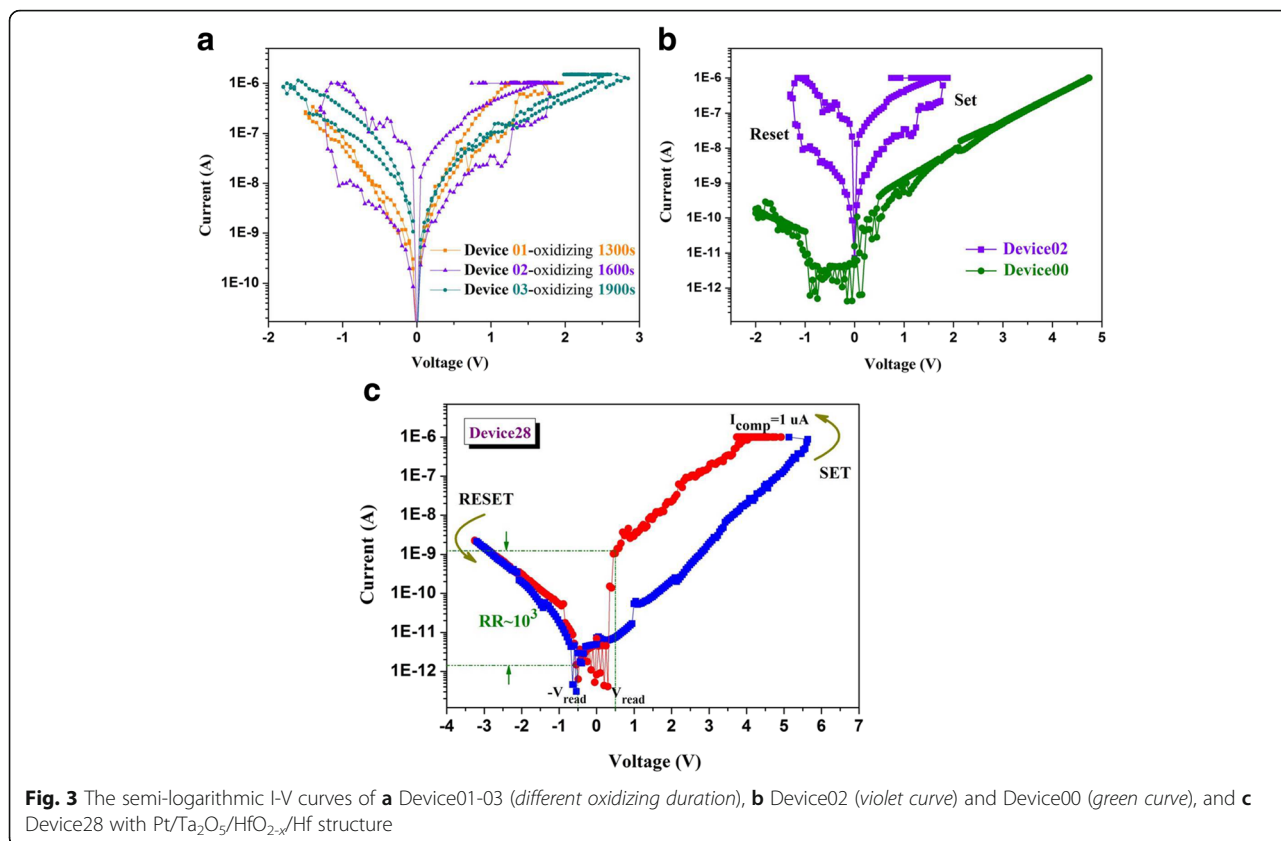 a
Current (A)
1E-6
1E-7
1E-8
1E-9
1E-10
Device 01-oxidizing 1300s
Device 02-oxidizing 1600s
Device 03-oxidizing 1900s
-2 -1 0 1 2 3
Voltage (V)
b
Current (A)
1E-6
1E-7
1E-8
1E-9
1E-10
1E-11
1E-12
Set
Reset
Device02
Device00
-2 -1 0 1 2 3 4 5
Voltage (V)
c
Current (A)
1E-6
1E-7
1E-8
1E-9
1E-10
1E-11
1E-12
Device28
I_comp=1 uA
SET
RESET
RR~10^3
-V_read V_read
-4 -3 -2 -1 0 1 2 3 4 5 6 7
Voltage (V)
Fig. 3 The semi-logarithmic I-V curves of a Device01-03 (different oxidizing duration), b Device02 (violet curve) and Device00 (green curve), and c
Device28 with Pt/Ta₂O₅/HfO₂₋ₓ/Hf structure